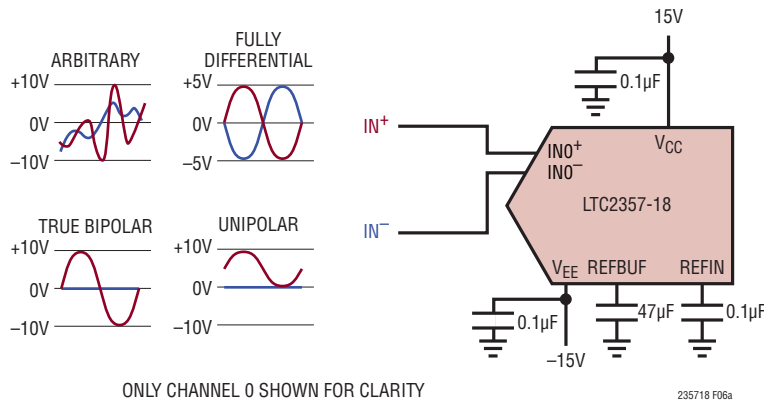 ARBITRARY
+10V
0V
–10V
FULLY
DIFFERENTIAL
+5V
0V
–5V
TRUE BIPOLAR
+10V
0V
–10V
UNIPOLAR
+10V
0V
–10V
15V
0.1µF
IN+
IN–
IN0+
IN0–
VCC
LTC2357-18
VEE
REFBUF
REFIN
0.1µF
47µF
0.1µF
–15V
ONLY CHANNEL 0 SHOWN FOR CLARITY
235718 F06a